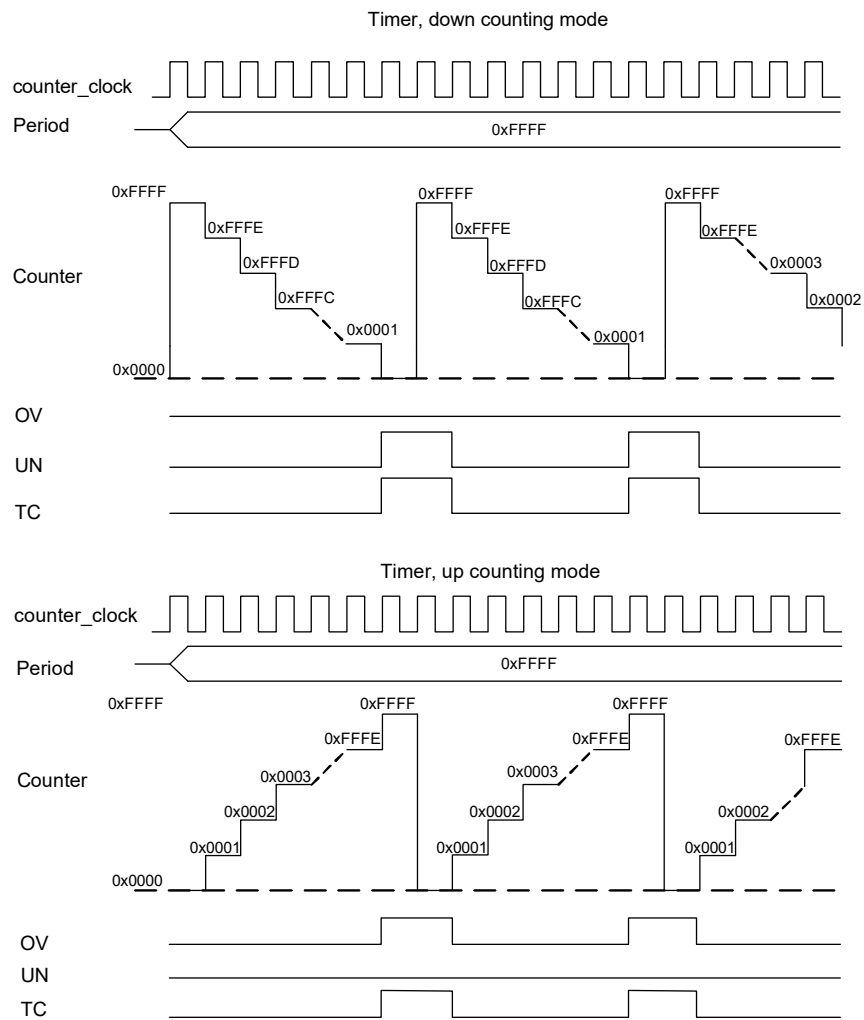 Timer, down counting mode
counter_clock
Period
0xFFFF
0xFFFF 0xFFFF 0xFFFF
0xFFFE 0xFFFE 0xFFFE
0xFFFD 0xFFFD 0x0003
Counter
0xFFFC 0xFFFC 0x0002
0x0001 0x0001
0x0000
OV
UN
TC
Timer, up counting mode
counter_clock
Period
0xFFFF
0xFFFF 0xFFFF 0xFFFF
0xFFFE 0xFFFE 0xFFFE
Counter
0x0003 0x0003
0x0002 0x0002 0x0002
0x0001 0x0001 0x0001
0x0000
OV
UN
TC